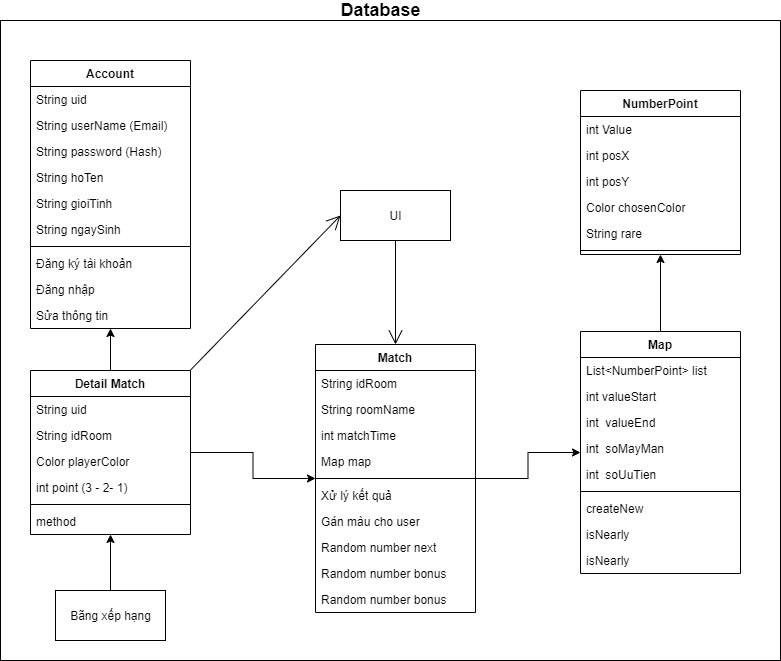 Database
Account
String uid
String userName (Email)
String password (Hash)
String hoTen
String gioiTinh
String ngaySinh
Đăng ký tải khoản
Đăng nhập
Sửa thông tin
Detail Match
String uid
String idRoom
Color playerColor
int point (3 - 2- 1)
method
Bãng xếp hạng
UI
Match
String idRoom
String roomName
int matchTime
Map map
Xử lý kết quả
Gán màu cho user
Random number next
Random number bonus
Random number bonus
NumberPoint
int Value
int posX
int posY
Color chosenColor
String rare
Map
List<NumberPoint> list
int valueStart
int  valueEnd
int  soMayMan
int  soUuTien
createNew
isNearly
isNearly